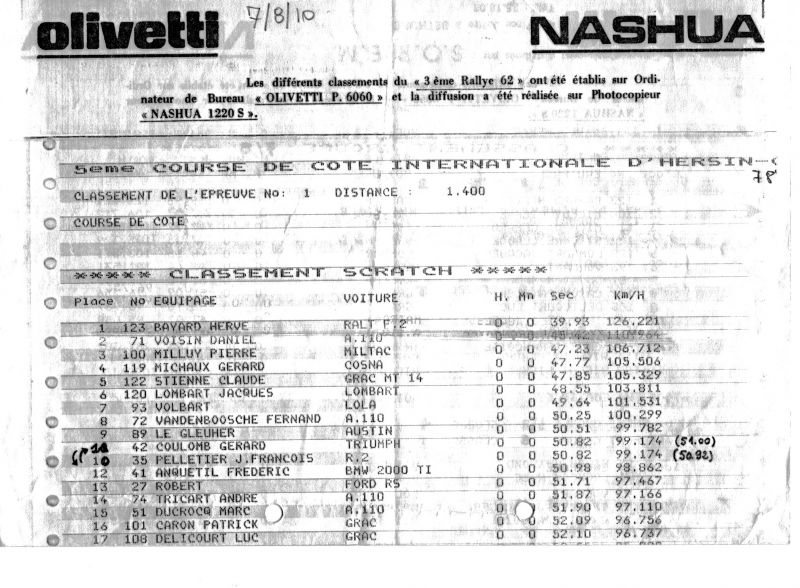 olivetti 7/8/10 NASHUA
Les différents classements du « 3 ème Rallye 62 » ont été établis sur Ordi-
nateur de Bureau « OLIVETTI P. 6060 » et la diffusion a été réalisée sur Photocopieur
« NASHUA 1220 S ».
5eme COURSE DE COTE INTERNATIONALE D'HERSIN-C
78
CLASSEMENT DE L'EPREUVE No: 1 DISTANCE : 1.400
COURSE DE COTE
***** CLASSEMENT SCRATCH *****
Place NO EQUIPAGE VOITURE H. Mn Sec Km/H
1 123 BAYARD HERVE RALT F.2 0 0 39.93 126.221
2 71 VOISIN DANIEL A.110 0 0 45.42 110.964
3 100 MILLUY PIERRE MILTAC 0 0 47.23 106.712
4 119 MICHAUX GERARD COSNA 0 0 47.77 105.506
5 122 STIENNE CLAUDE GRAC MT 14 0 0 47.85 105.329
6 120 LOMBART JACQUES LOMBART 0 0 48.55 103.811
7 93 VOLBART LOLA 0 0 49.64 101.531
8 72 VANDENBOOSCHE FERNAND A.110 0 0 50.25 100.299
9 89 LE GLEUHER AUSTIN 0 0 50.51 99.782
11 42 COULOMB GERARD TRIUMPH 0 0 50.82 99.174 (51.00)
10 35 PELLETIER J.FRANCOIS R.2 0 0 50.82 99.174 (50.82)
12 41 ANQUETIL FREDERIC BMW 2000 TI 0 0 50.98 98.862
13 27 ROBERT FORD RS 0 0 51.71 97.467
14 74 TRICART ANDRE A.110 0 0 51.87 97.166
15 51 DUCROCQ MARC A.110 0 0 51.90 97.110
16 101 CARON PATRICK GRAC 0 0 52.09 96.756
17 108 DELICOURT LUC GRAC 0 0 52.10 96.737